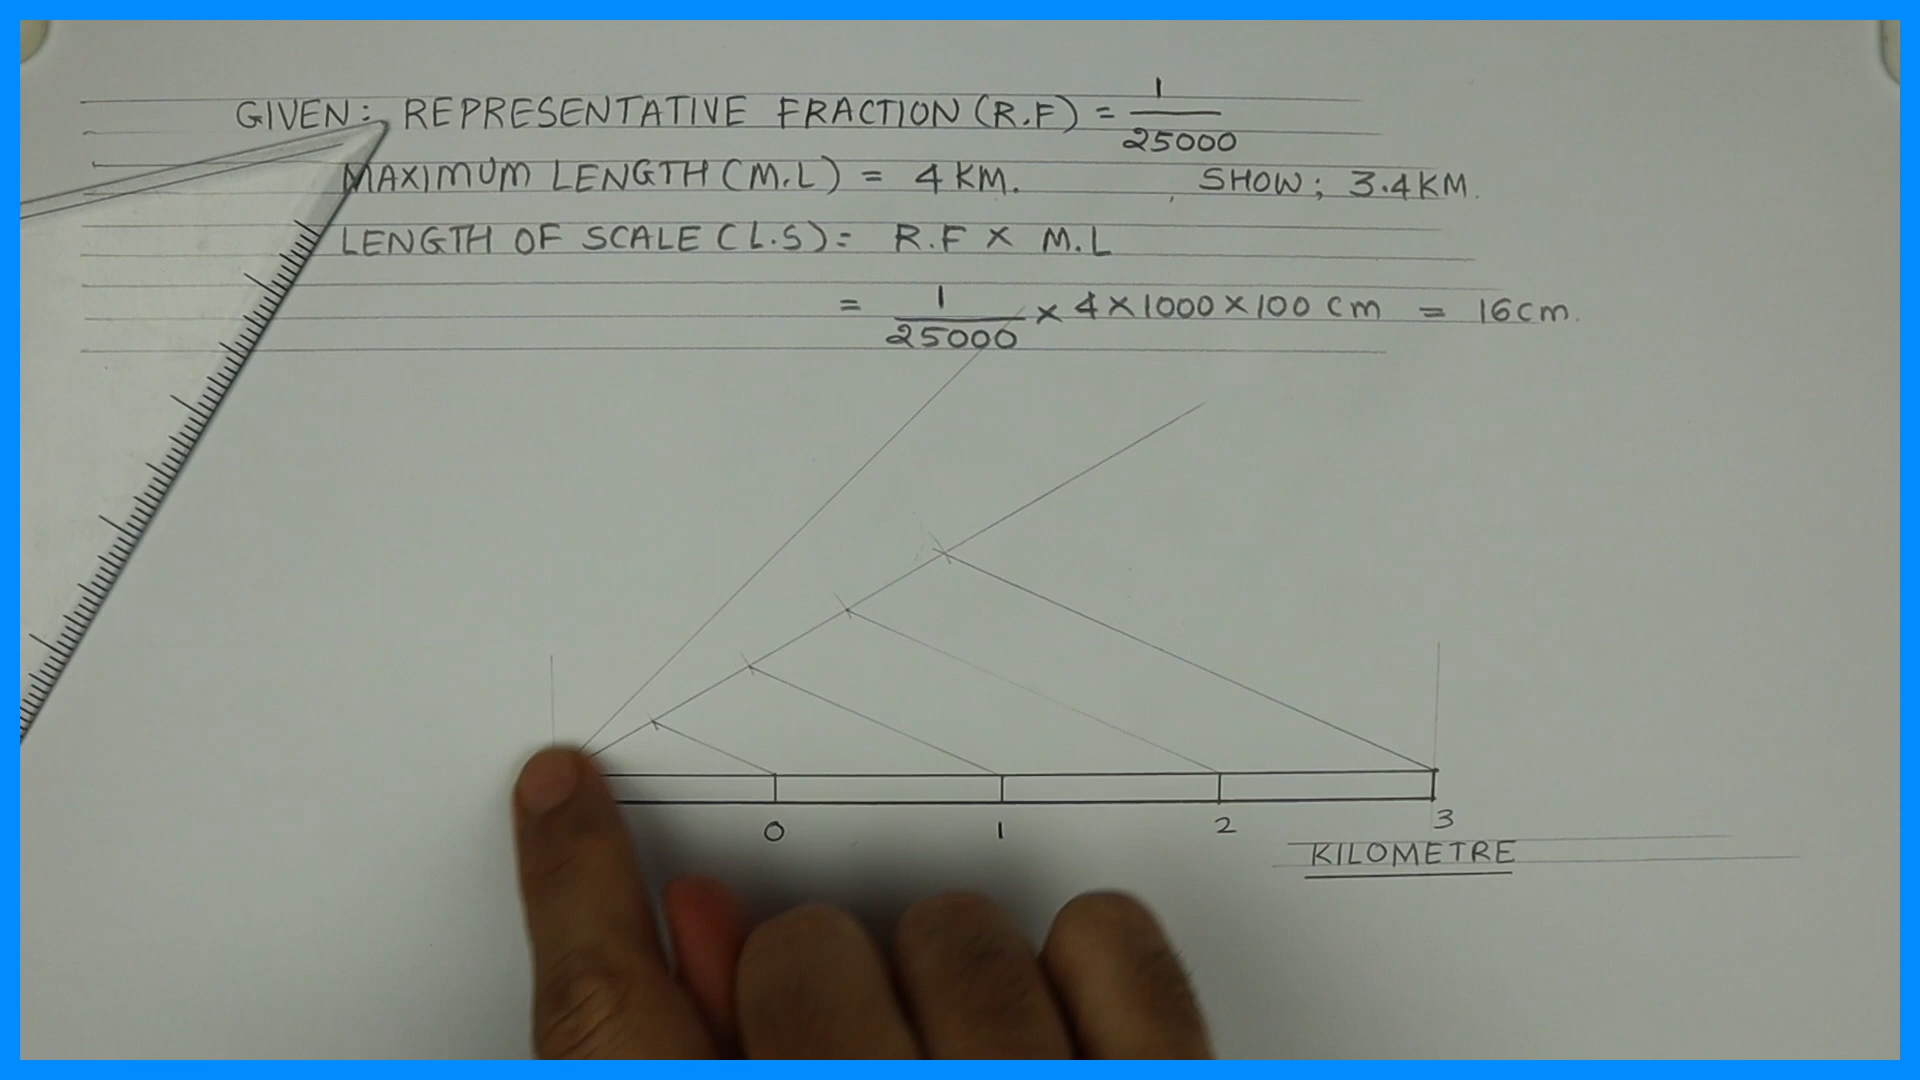 GIVEN: REPRESENTATIVE FRACTION (R.F) = 1/25000
MAXIMUM LENGTH (M.L) = 4 KM. SHOW; 3.4KM.
LENGTH OF SCALE (L.S) = R.F X M.L
= 1/25000 X 4 X 1000 X 100 cm = 16cm.
0 1 2 3
KILOMETRE